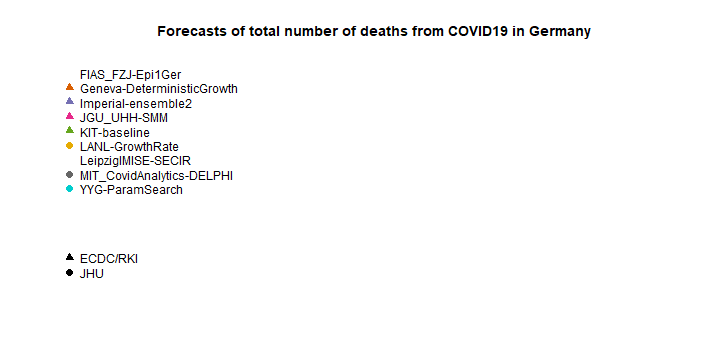 Forecasts of total number of deaths from COVID19 in Germany
FIAS_FZJ-Epi1Ger
Geneva-DeterministicGrowth
Imperial-ensemble2
JGU_UHH-SMM
KIT-baseline
LANL-GrowthRate
LeipzigIMISE-SECIR
MIT_CovidAnalytics-DELPHI
YYG-ParamSearch
ECDC/RKI
JHU